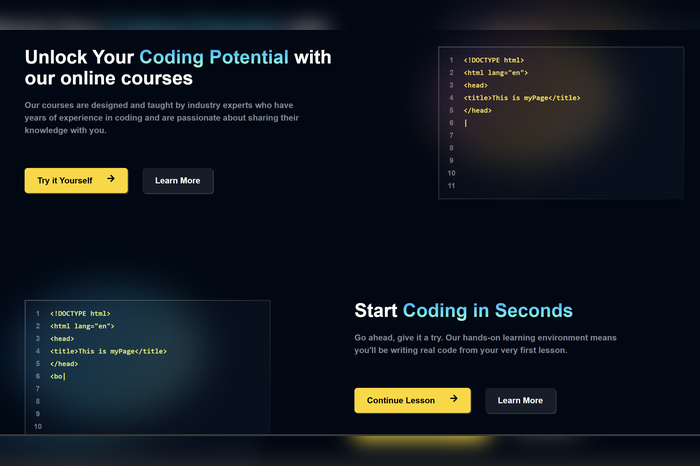 Unlock Your Coding Potential with
our online courses
Our courses are designed and taught by industry experts who have
years of experience in coding and are passionate about sharing their
knowledge with you.
Try it Yourself →
Learn More
1 <!DOCTYPE html>
2 <html lang="en">
3 <head>
4 <title>This is myPage</title>
5 </head>
6 |
7
8
9
10
11
1 <!DOCTYPE html>
2 <html lang="en">
3 <head>
4 <title>This is myPage</title>
5 </head>
6 <bo|
7
8
9
10
Start Coding in Seconds
Go ahead, give it a try. Our hands-on learning environment means
you'll be writing real code from your very first lesson.
Continue Lesson →
Learn More